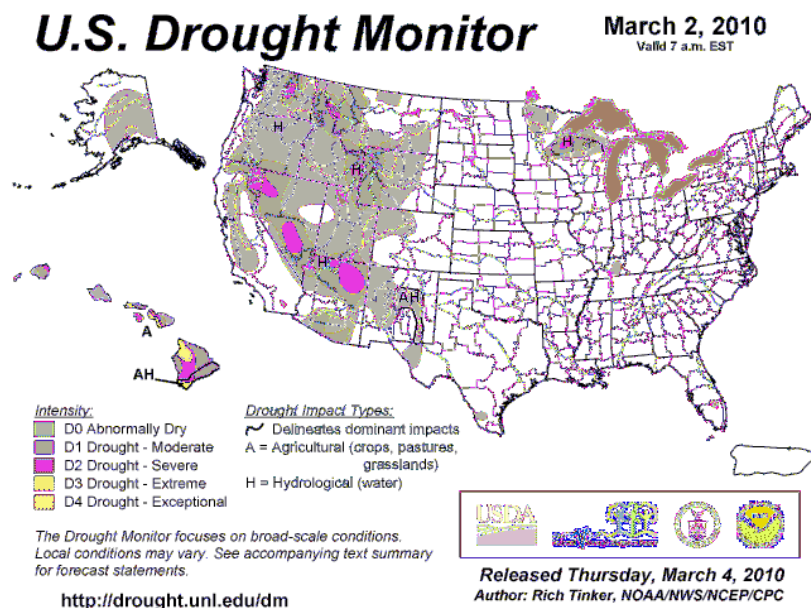 U.S. Drought Monitor
March 2, 2010
Valid 7 a.m. EST
H
H
H
H
AH
A
AH
Intensity:
D0 Abnormally Dry
D1 Drought - Moderate
D2 Drought - Severe
D3 Drought - Extreme
D4 Drought - Exceptional
Drought Impact Types:
Delineates dominant impacts
A = Agricultural (crops, pastures,
grasslands)
H = Hydrological (water)
The Drought Monitor focuses on broad-scale conditions.
Local conditions may vary. See accompanying text summary
for forecast statements.
http://drought.unl.edu/dm
USDA
Released Thursday, March 4, 2010
Author: Rich Tinker, NOAA/NWS/NCEP/CPC